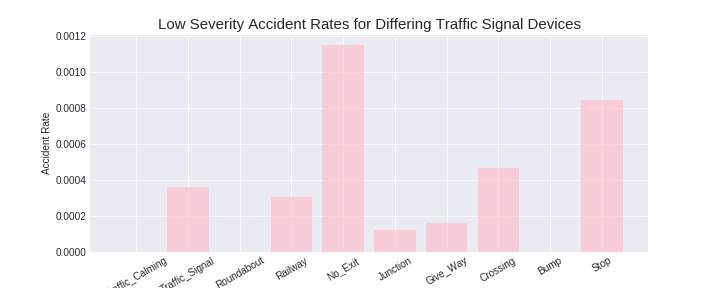 Low Severity Accident Rates for Differing Traffic Signal Devices
0.0012
0.0010
0.0008
0.0006
0.0004
0.0002
0.0000
Accident Rate
Traffic_Signal
Roundabout
Railway
No_Exit
Junction
Give_Way
Crossing
Bump
Stop